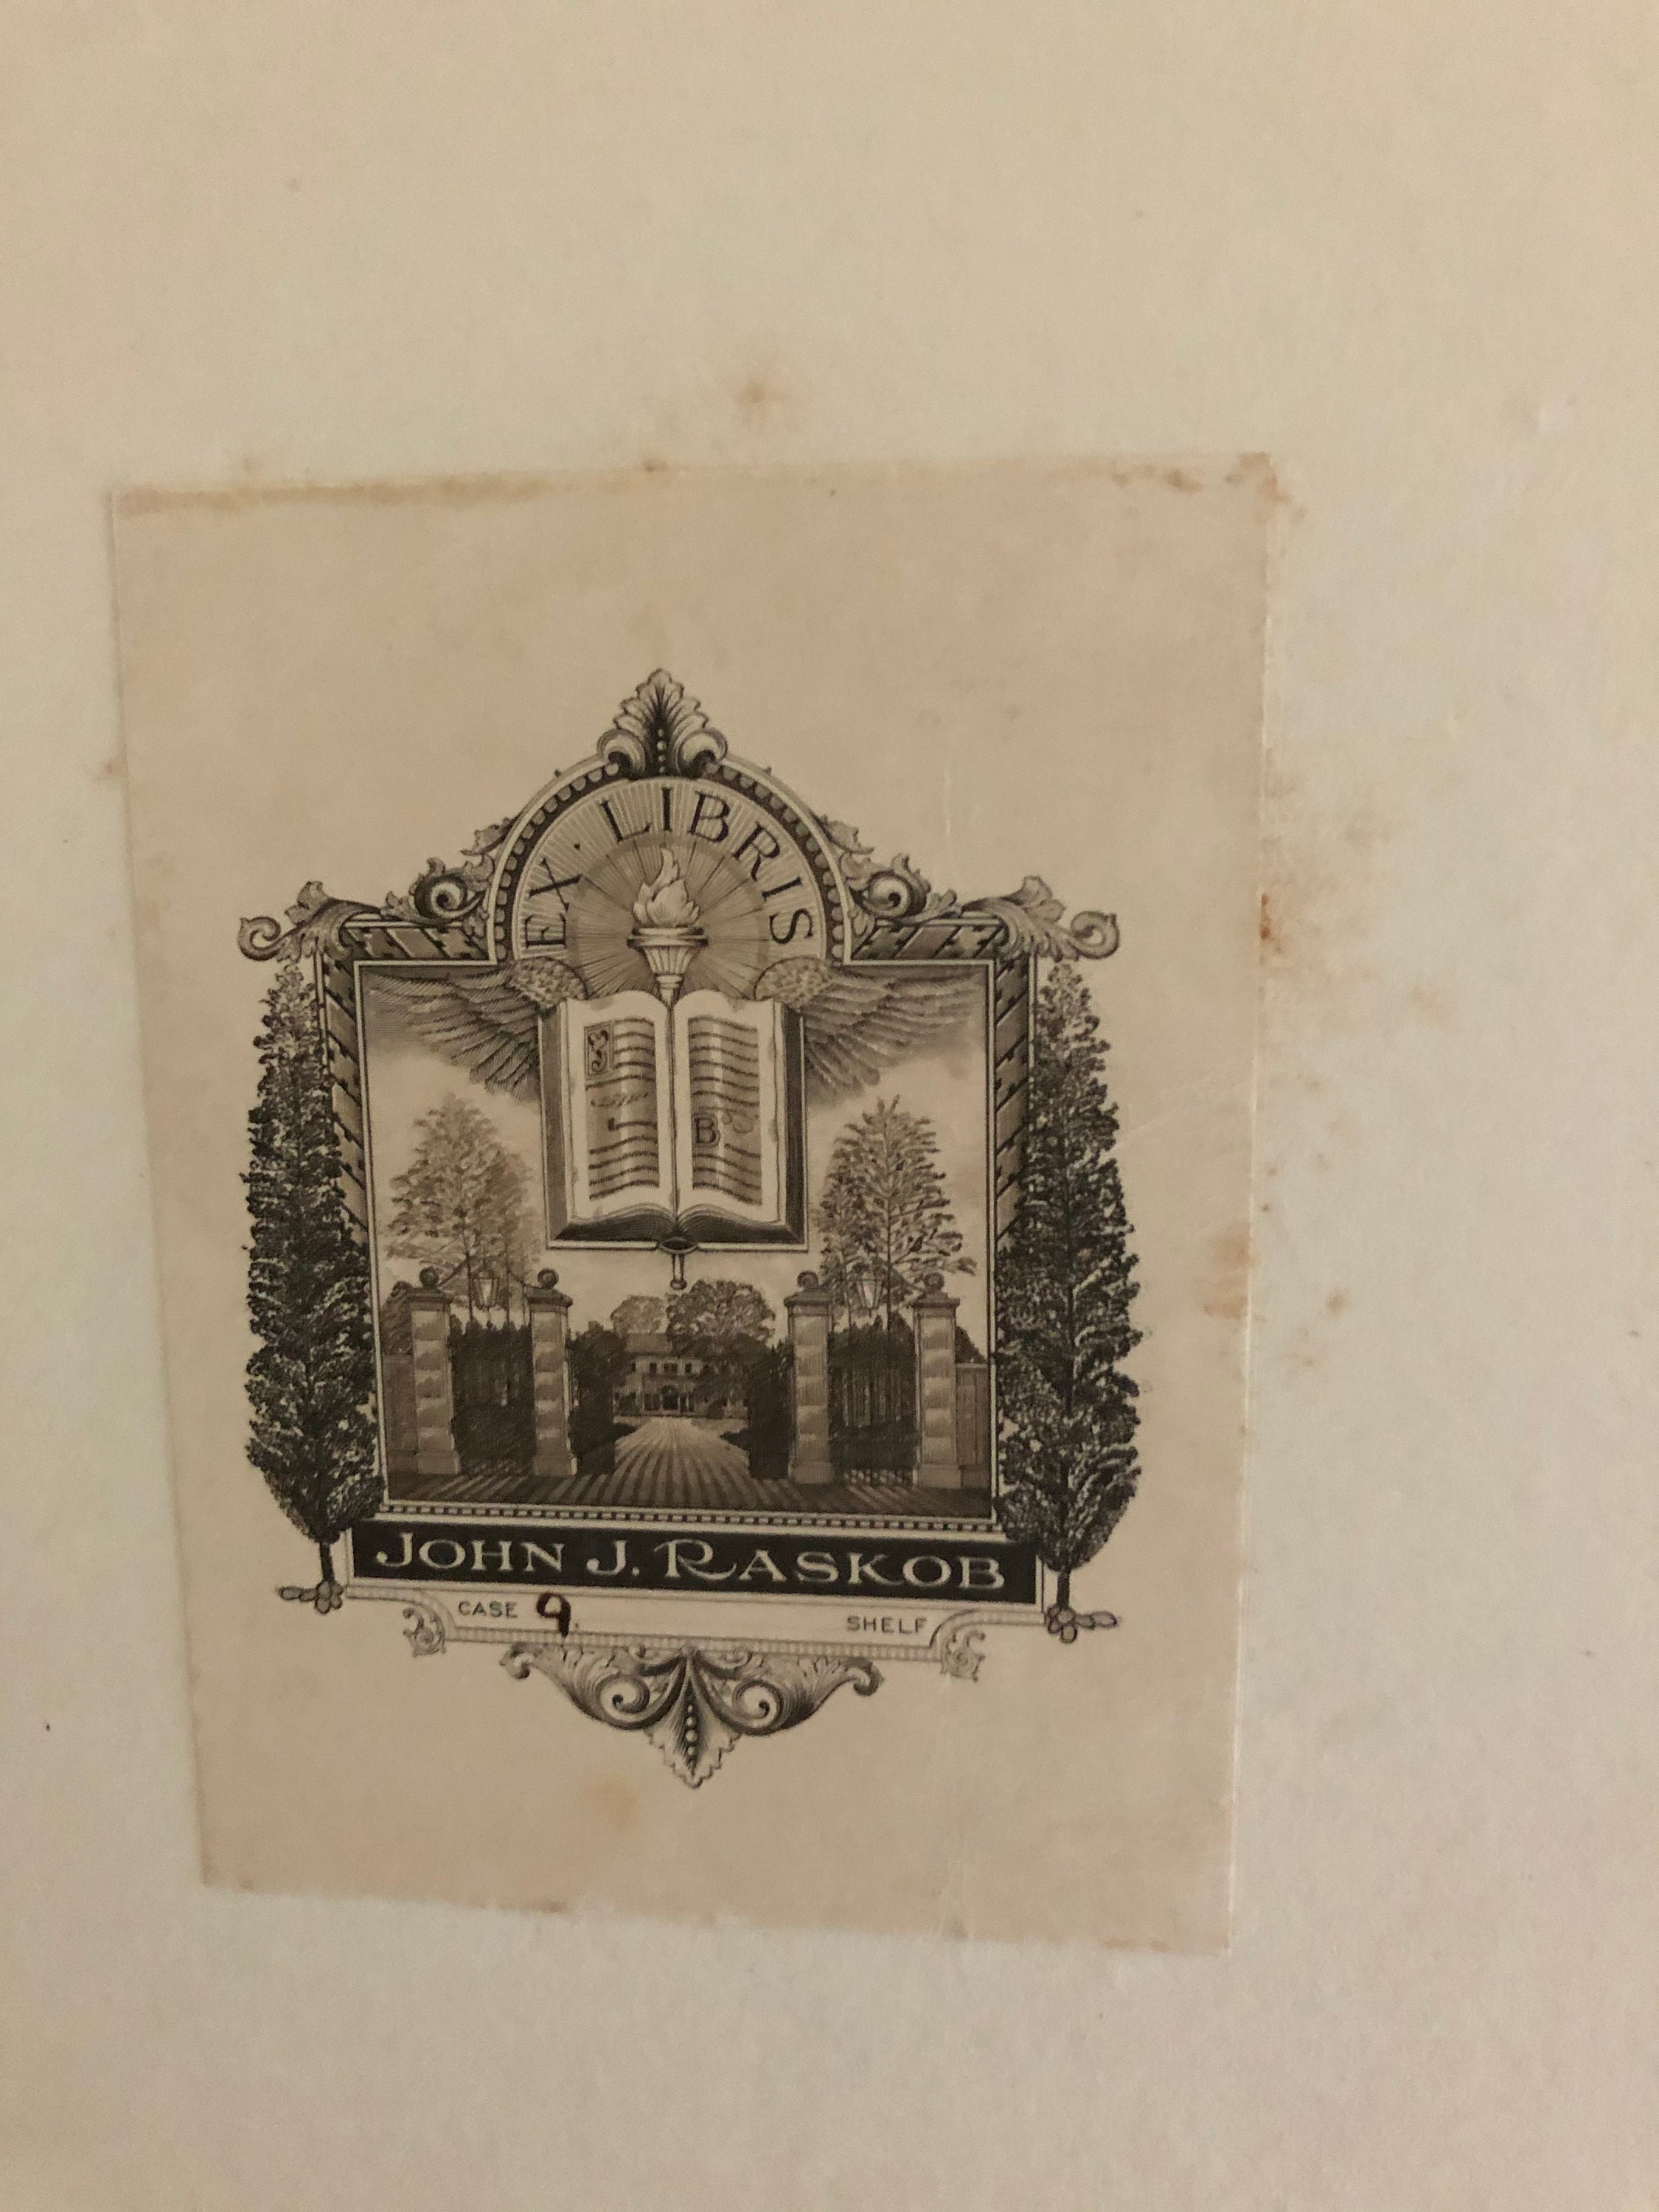 EX · LIBRIS
B
JOHN J. RASKOB
CASE 9. SHELF